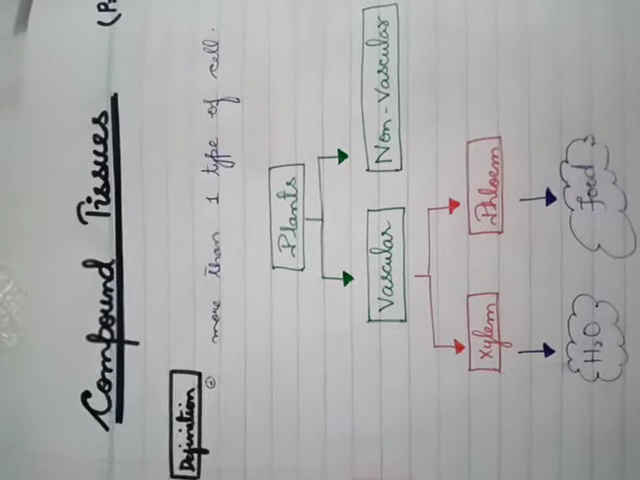 Compound Tissues
Definition
more than 1 type of cell.
Plants
Vascular Non-Vascular
Xylem Phloem
H₂O Food